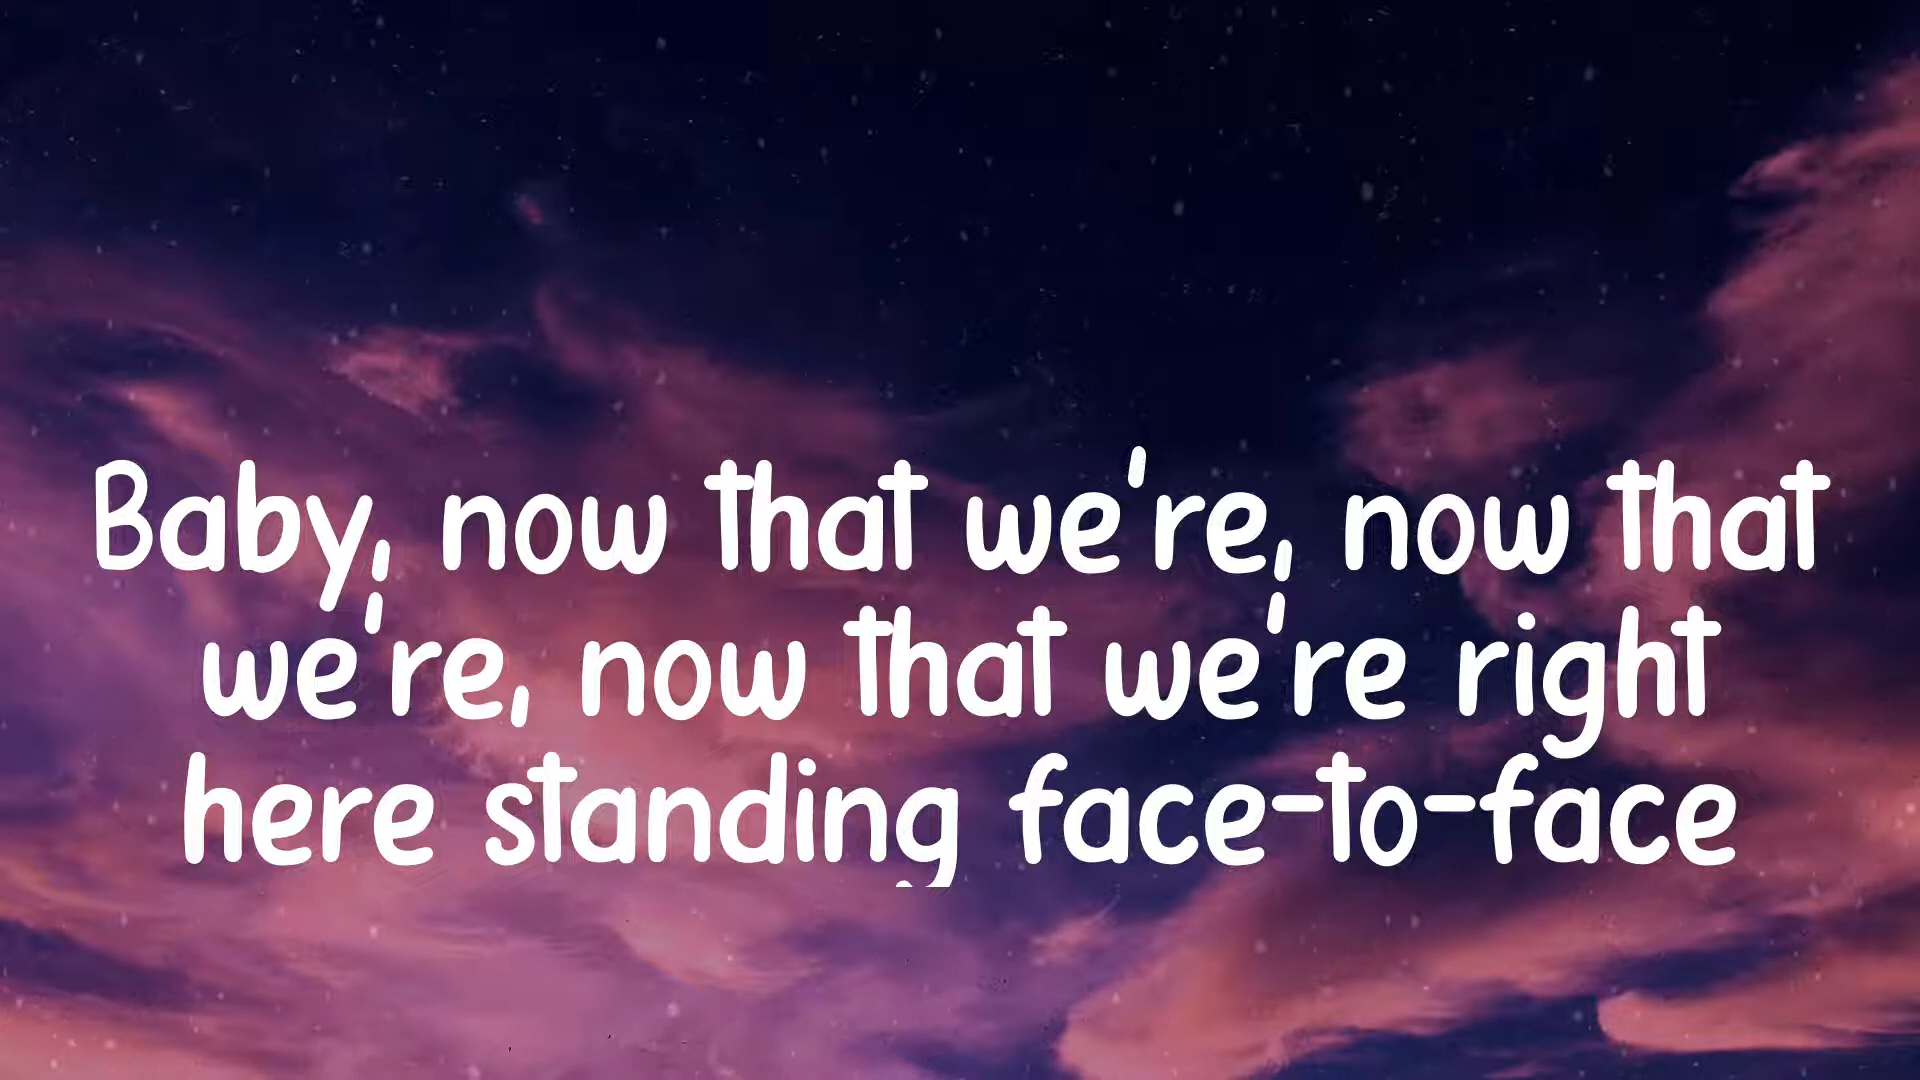 Baby, now that we're, now that
we're, now that we're right
here standing face-to-face